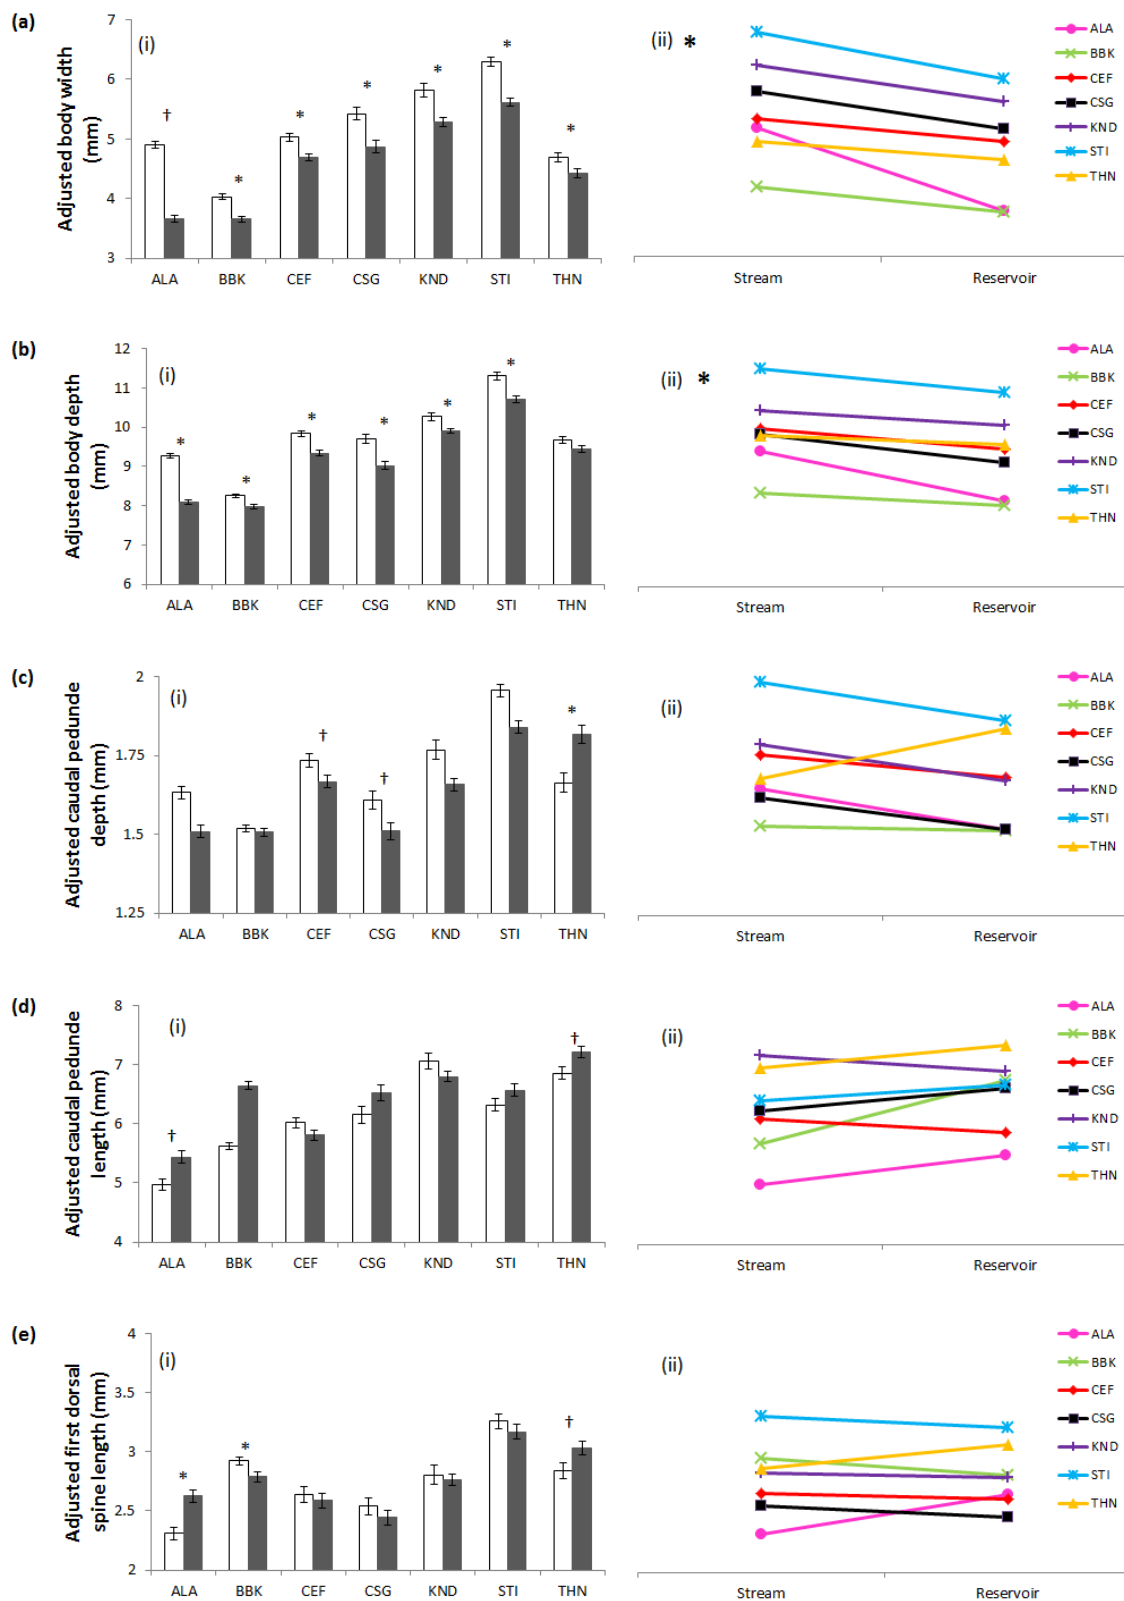 (a)
Adjusted body width
(mm)
7
6
5
4
3
(i)
†
*
*
*
*
*
*
ALA
BBK
CEF
CSG
KND
STI
THN
(ii) *
Stream
Reservoir
ALA
BBK
CEF
CSG
KND
STI
THN
(b)
Adjusted body depth
(mm)
12
11
10
9
8
7
6
(i)
*
*
*
*
*
*
ALA
BBK
CEF
CSG
KND
STI
THN
(ii) *
Stream
Reservoir
ALA
BBK
CEF
CSG
KND
STI
THN
(c)
Adjusted caudal pedunde
depth (mm)
2
1.75
1.5
1.25
(i)
†
†
*
ALA
BBK
CEF
CSG
KND
STI
THN
(ii)
Stream
Reservoir
ALA
BBK
CEF
CSG
KND
STI
THN
(d)
Adjusted caudal pedunde
length (mm)
8
7
6
5
4
(i)
†
†
ALA
BBK
CEF
CSG
KND
STI
THN
(ii)
Stream
Reservoir
ALA
BBK
CEF
CSG
KND
STI
THN
(e)
Adjusted first dorsal
spine length (mm)
4
3.5
3
2.5
2
(i)
*
*
†
ALA
BBK
CEF
CSG
KND
STI
THN
(ii)
Stream
Reservoir
ALA
BBK
CEF
CSG
KND
STI
THN